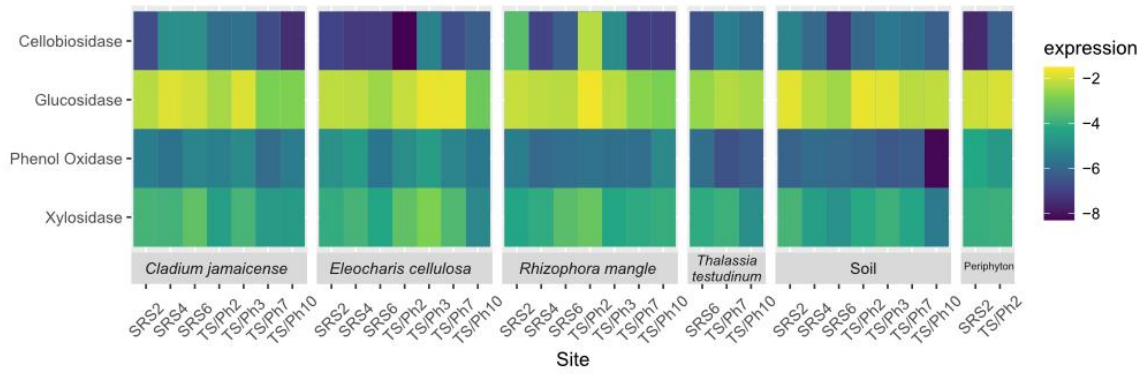 Cellobiosidase
Glucosidase
Phenol Oxidase
Xylosidase
Cladium jamaicense
Eleocharis cellulosa
Rhizophora mangle
Thalassia
testudinum
Soil
Periphyton
SRS2 SRS4 SRS6 TS/Ph2 TS/Ph3 TS/Ph7 TS/Ph10
SRS2 SRS4 SRS6 TS/Ph2 TS/Ph3 TS/Ph7 TS/Ph10
SRS2 SRS4 SRS6 TS/Ph2 TS/Ph3 TS/Ph7 TS/Ph10
SRS6 TS/Ph7 TS/Ph10
SRS2 SRS4 SRS6 TS/Ph2 TS/Ph3 TS/Ph7 TS/Ph10
SRS2 TS/Ph2
Site
expression
−2
−4
−6
−8